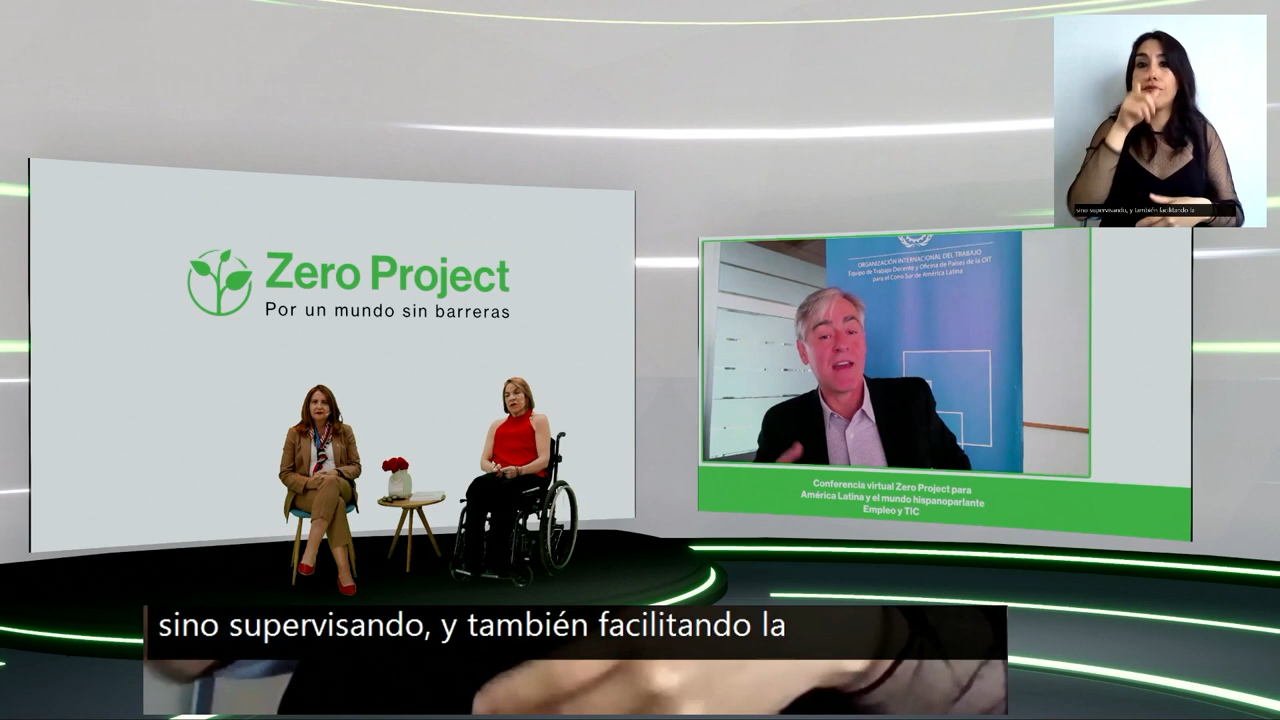 Zero Project
Por un mundo sin barreras
sino supervisando, y también facilitando la
ORGANIZACIÓN INTERNACIONAL DEL TRABAJO
Equipo de Trabajo Decente y Oficina de Países de la OIT
para el Cono Sur de América Latina
Conferencia virtual Zero Project para
América Latina y el mundo hispanoparlante
Empleo y TIC
sino supervisando, y también facilitando la